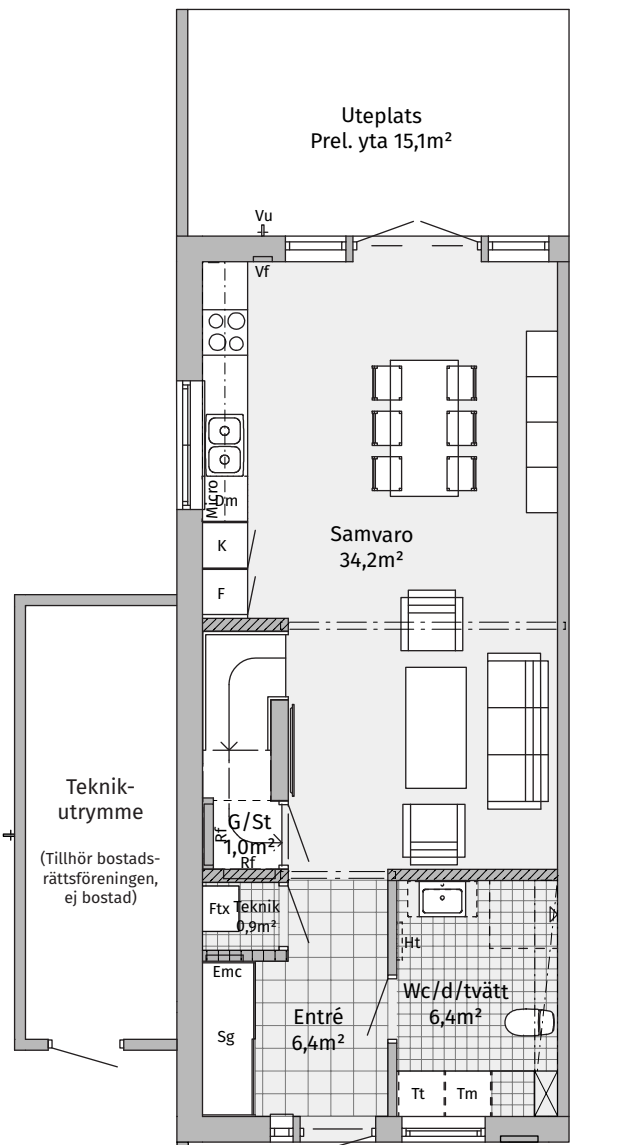 Uteplats
Prel. yta 15,1m²
Vu
Vf
Micro
Dm
K
Samvaro
34,2m²
F
Teknik-
utrymme
(Tillhör bostads-
rättsföreningen,
ej bostad)
Rf
G/St
1,0m²
Rf
Ftx
Teknik
0,9m²
Emc
Ht
Sg
Entré
6,4m²
Wc/d/tvätt
6,4m²
Tt
Tm